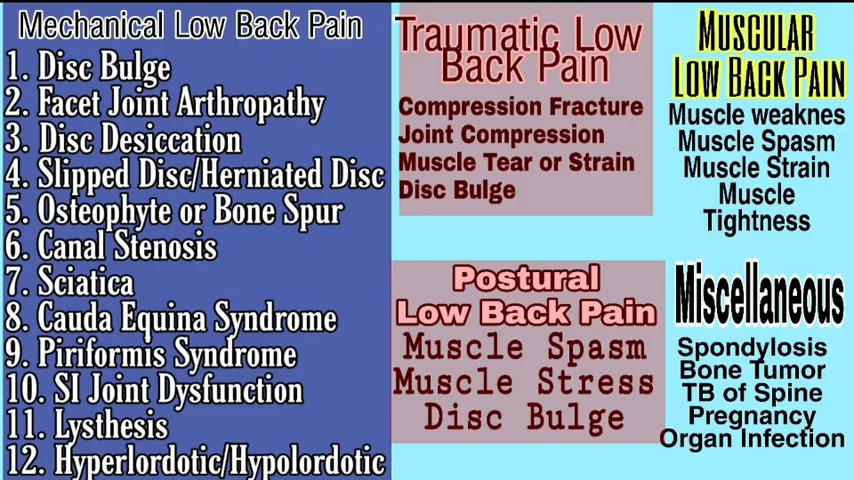 Mechanical Low Back Pain
1. Disc Bulge
2. Facet Joint Arthropathy
3. Disc Desiccation
4. Slipped Disc/Herniated Disc
5. Osteophyte or Bone Spur
6. Canal Stenosis
7. Sciatica
8. Cauda Equina Syndrome
9. Piriformis Syndrome
10. SI Joint Dysfunction
11. Lysthesis
12. Hyperlordotic/Hypolordotic
Traumatic Low
Back Pain
Compression Fracture
Joint Compression
Muscle Tear or Strain
Disc Bulge
Postural
Low Back Pain
Muscle Spasm
Muscle Stress
Disc Bulge
Muscular
Low Back Pain
Muscle weaknes
Muscle Spasm
Muscle Strain
Muscle
Tightness
Miscellaneous
Spondylosis
Bone Tumor
TB of Spine
Pregnancy
Organ Infection